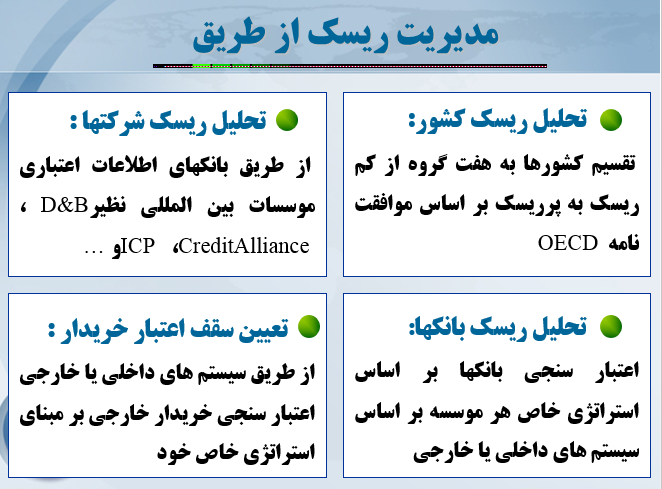 مدیریت ریسک از طریق
تحلیل ریسک کشور:
تقسیم کشورها به هفت گروه از کم
ریسک به پرریسک بر اساس موافقت
نامه OECD
تحلیل ریسک شرکتها :
از طریق بانکهای اطلاعات اعتباری
موسسات بین المللی نظیرD&B ،
CreditAlliance، ICPو ...
تحلیل ریسک بانکها:
اعتبار سنجی بانکها بر اساس
استراتژی خاص هر موسسه بر اساس
سیستم های داخلی یا خارجی
تعیین سقف اعتبار خریدار :
از طریق سیستم های داخلی یا خارجی
اعتبار سنجی خریدار خارجی بر مبنای
استراتژی خاص خود